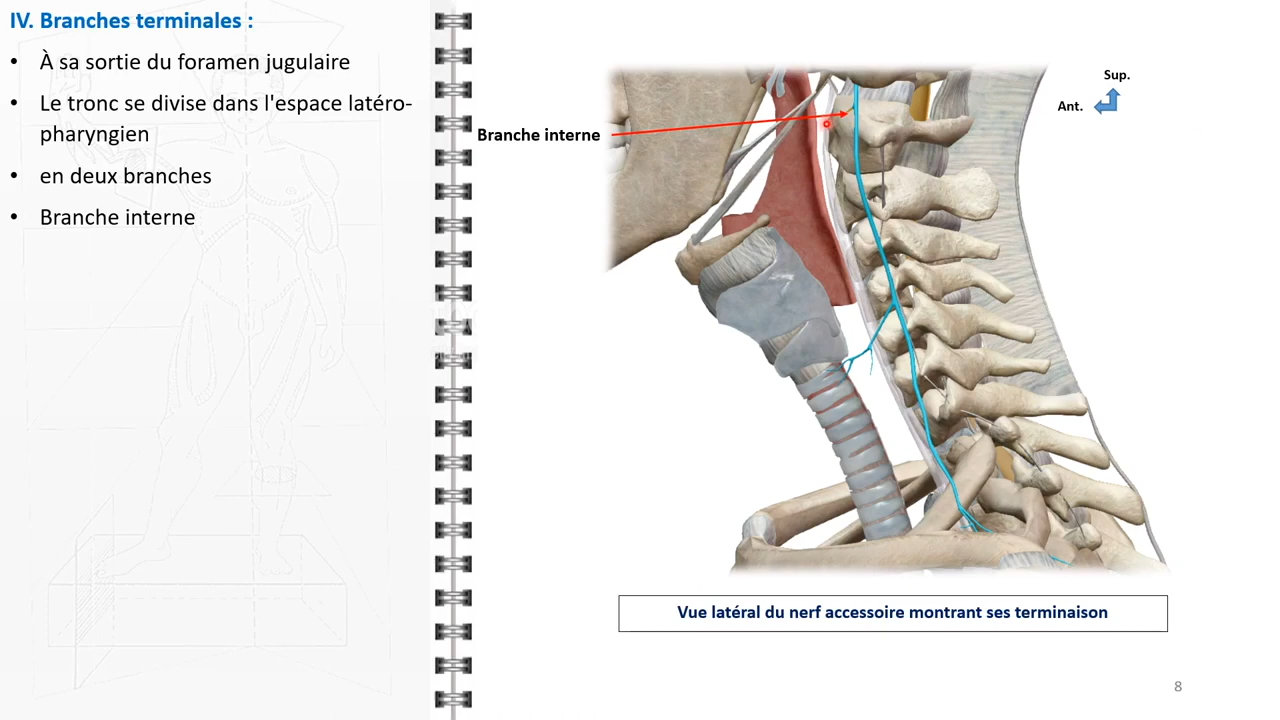 IV. Branches terminales :
• À sa sortie du foramen jugulaire
• Le tronc se divise dans l'espace latéro-
pharyngien
• en deux branches
• Branche interne
Sup.
Ant.
Branche interne
Vue latéral du nerf accessoire montrant ses terminaison
8